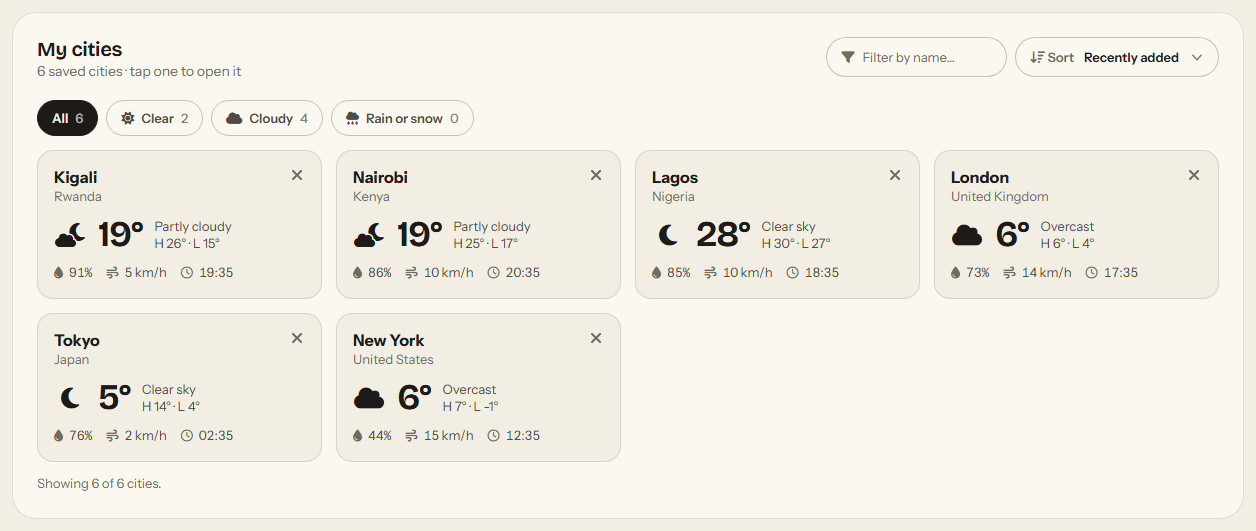 My cities
6 saved cities · tap one to open it
Filter by name...
Sort Recently added
All 6
Clear 2
Cloudy 4
Rain or snow 0
Kigali
Rwanda
19°
Partly cloudy
H 26° · L 15°
91% 5 km/h 19:35
Nairobi
Kenya
19°
Partly cloudy
H 25° · L 17°
86% 10 km/h 20:35
Lagos
Nigeria
28°
Clear sky
H 30° · L 27°
85% 10 km/h 18:35
London
United Kingdom
6°
Overcast
H 6° · L 4°
73% 14 km/h 17:35
Tokyo
Japan
5°
Clear sky
H 14° · L 4°
76% 2 km/h 02:35
New York
United States
6°
Overcast
H 7° · L -1°
44% 15 km/h 12:35
Showing 6 of 6 cities.